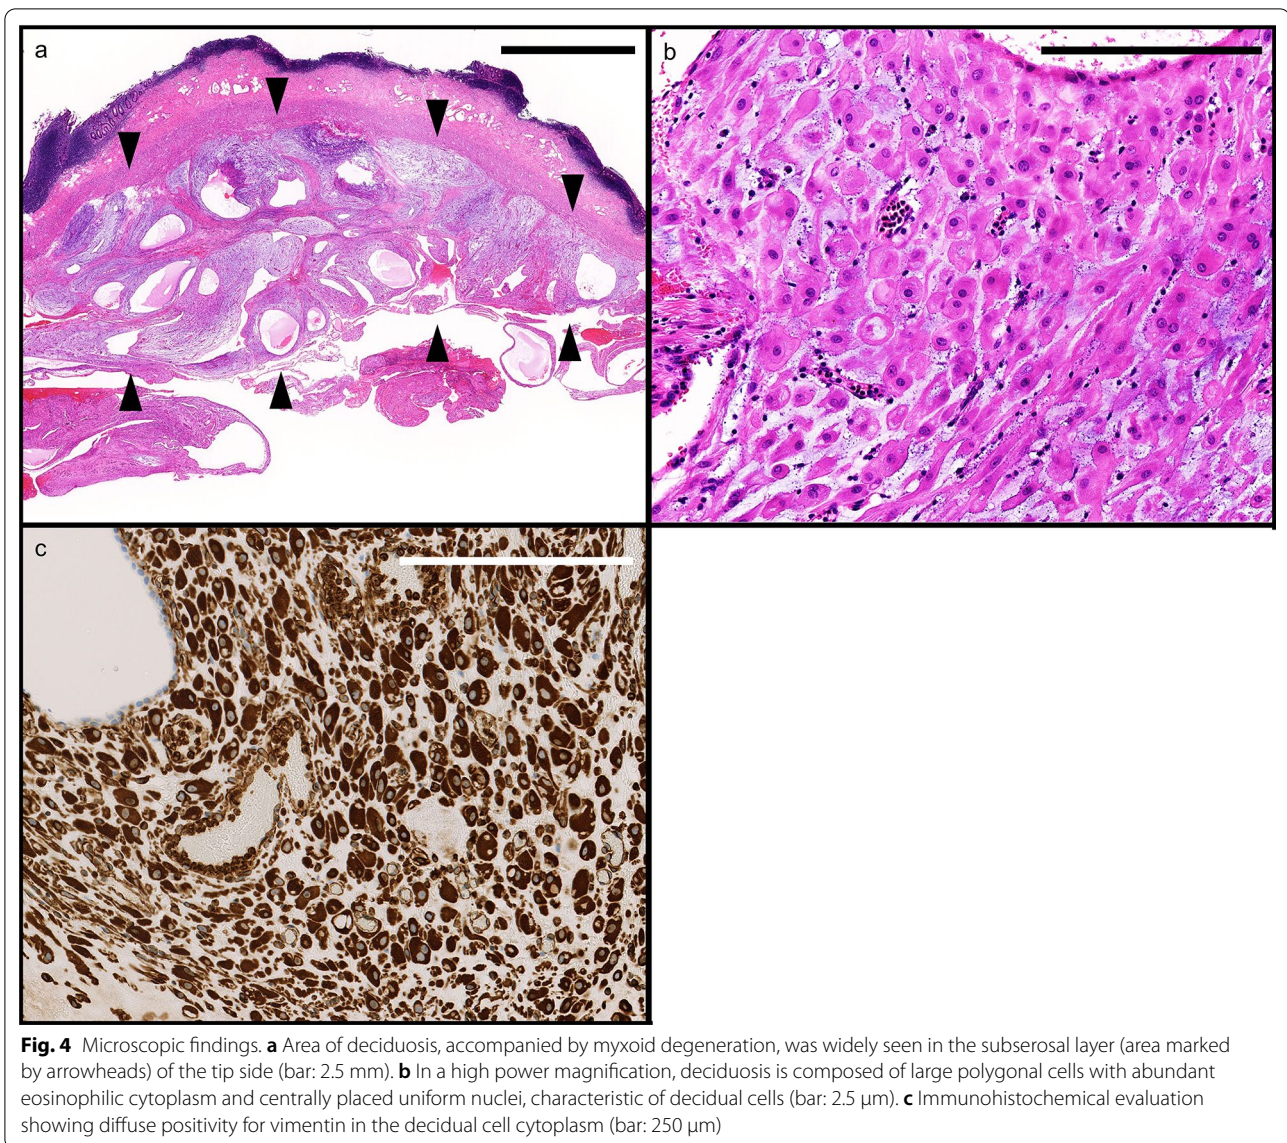 a
b
c
Fig. 4 Microscopic findings. a Area of deciduosis, accompanied by myxoid degeneration, was widely seen in the subserosal layer (area marked
by arrowheads) of the tip side (bar: 2.5 mm). b In a high power magnification, deciduosis is composed of large polygonal cells with abundant
eosinophilic cytoplasm and centrally placed uniform nuclei, characteristic of decidual cells (bar: 2.5 μm). c Immunohistochemical evaluation
showing diffuse positivity for vimentin in the decidual cell cytoplasm (bar: 250 μm)